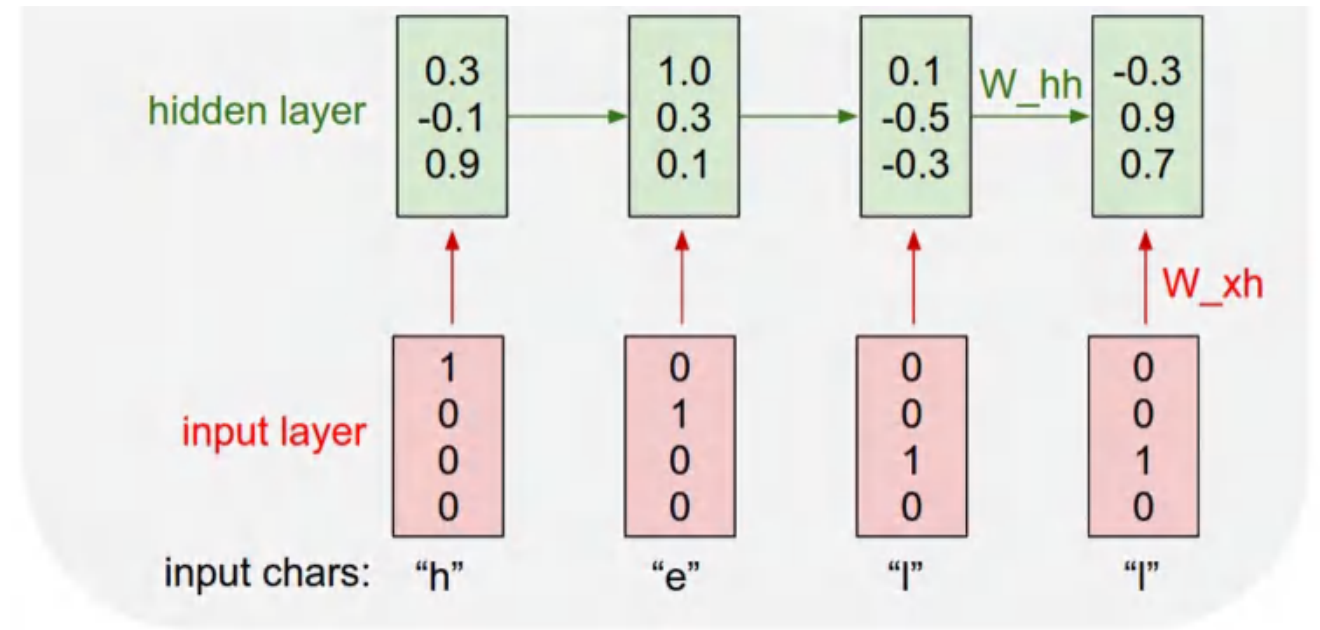 0.3 1.0 0.1 -0.3
hidden layer -0.1 0.3 -0.5 W_hh 0.9
0.9 0.1 -0.3 0.7
W_xh
1 0 0 0
0 1 0 0
input layer
0 0 1 1
0 0 0 0
input chars: “h” “e” “l” “l”